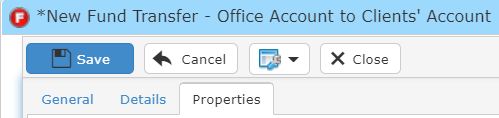 F *New Fund Transfer - Office Account to Clients' Account
Save Cancel Close
General Details Properties